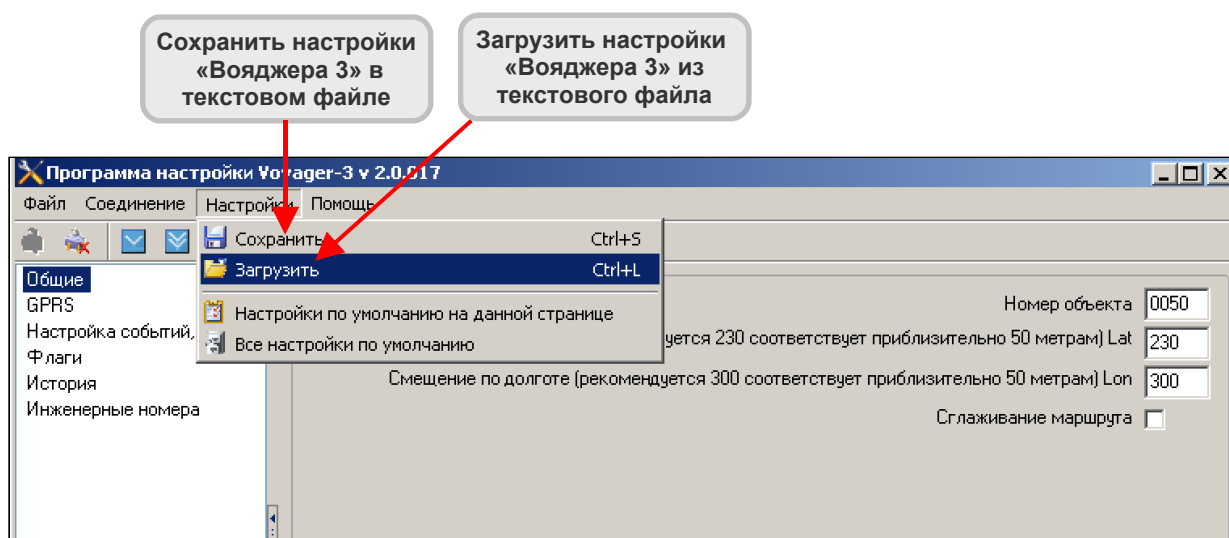 Сохранить настройки
«Вояджера 3» в
текстовом файле
Загрузить настройки
«Вояджера 3» из
текстового файла
Программа настройки Voyager-3 v 2.0.017
Файл Соединение Настройки Помощь
Сохранить Ctrl+S
Загрузить Ctrl+L
Настройки по умолчанию на данной странице
Все настройки по умолчанию
Общие
GPRS
Настройка событий,
Флаги
История
Инженерные номера
Номер объекта 0050
230 соответствует приблизительно 50 метрам) Lat 230
Смещение по долготе (рекомендуется 300 соответствует приблизительно 50 метрам) Lon 300
Сглаживание маршрута